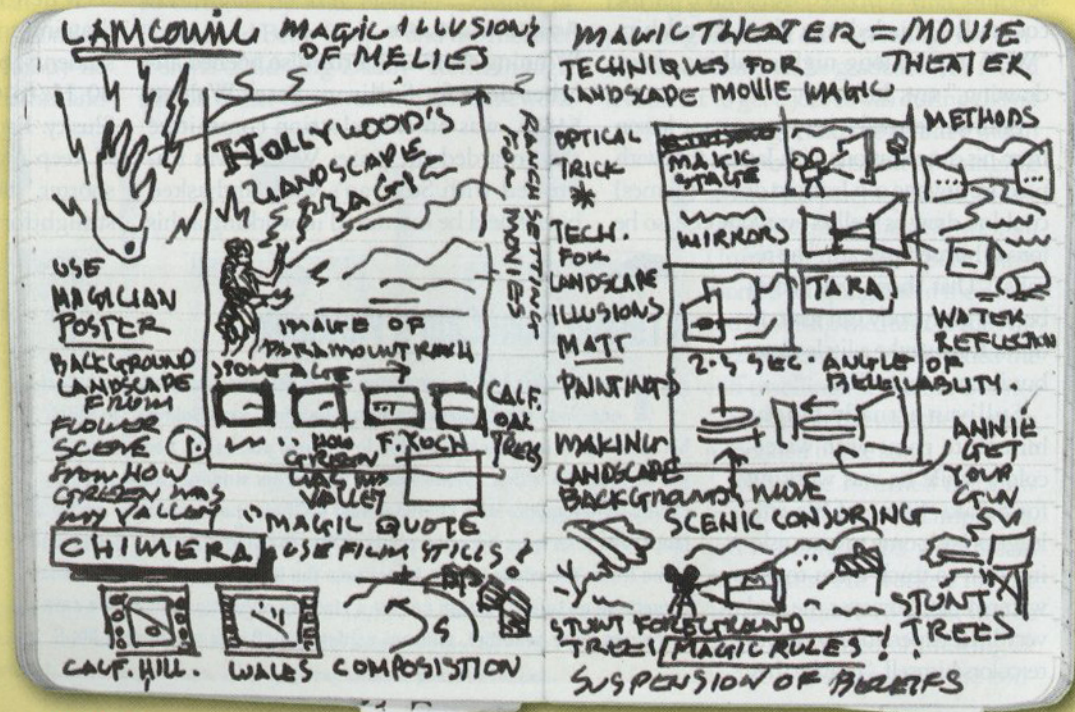 MAGIC ILLUSIONS
OF MELIES
HOLLYWOOD'S
LANDSCAPE
MAGIC
RANCH SETTING
FOR MOVIES
USE
MAGICIAN
POSTER
BACKGROUND
LANDSCAPE
FROM
FLOWER
SCENE
FROM HOW
GREEN WAS
MY VALLEY
IMAGE OF
PARAMOUNT RANCH
CALF.
OAK
TREES
HOW
GREEN
WAS MY
VALLEY
F. KOCH
"MAGIC QUOTE
CHIMERA
USE FILM STILLS?
CALF. HILL.
WALES
COMPOSISTION
MAGIC THEATER = MOVIE
THEATER
TECHNIQUES FOR
LANDSCAPE MOVIE MAGIC
OPTICAL
TRICK
*
TECH.
FOR
LANDSCAPE
ILLUSIONS
MATT
PAINTINGS
MAGIC
STAGE
MIRRORS
TARA
METHODS
WATER
REFLECTION
2-3 SEC. ANGLE OF
BELIEVABILITY
MAKING
LANDSCAPE
BACKGROUNDS MOVE
ANNIE
GET
YOUR
GUN
SCENIC CONJURING
STUNT FOREGROUND
TREES
MAGIC RULES!
STUNT
TREES!
SUSPENSION OF BELIEFS